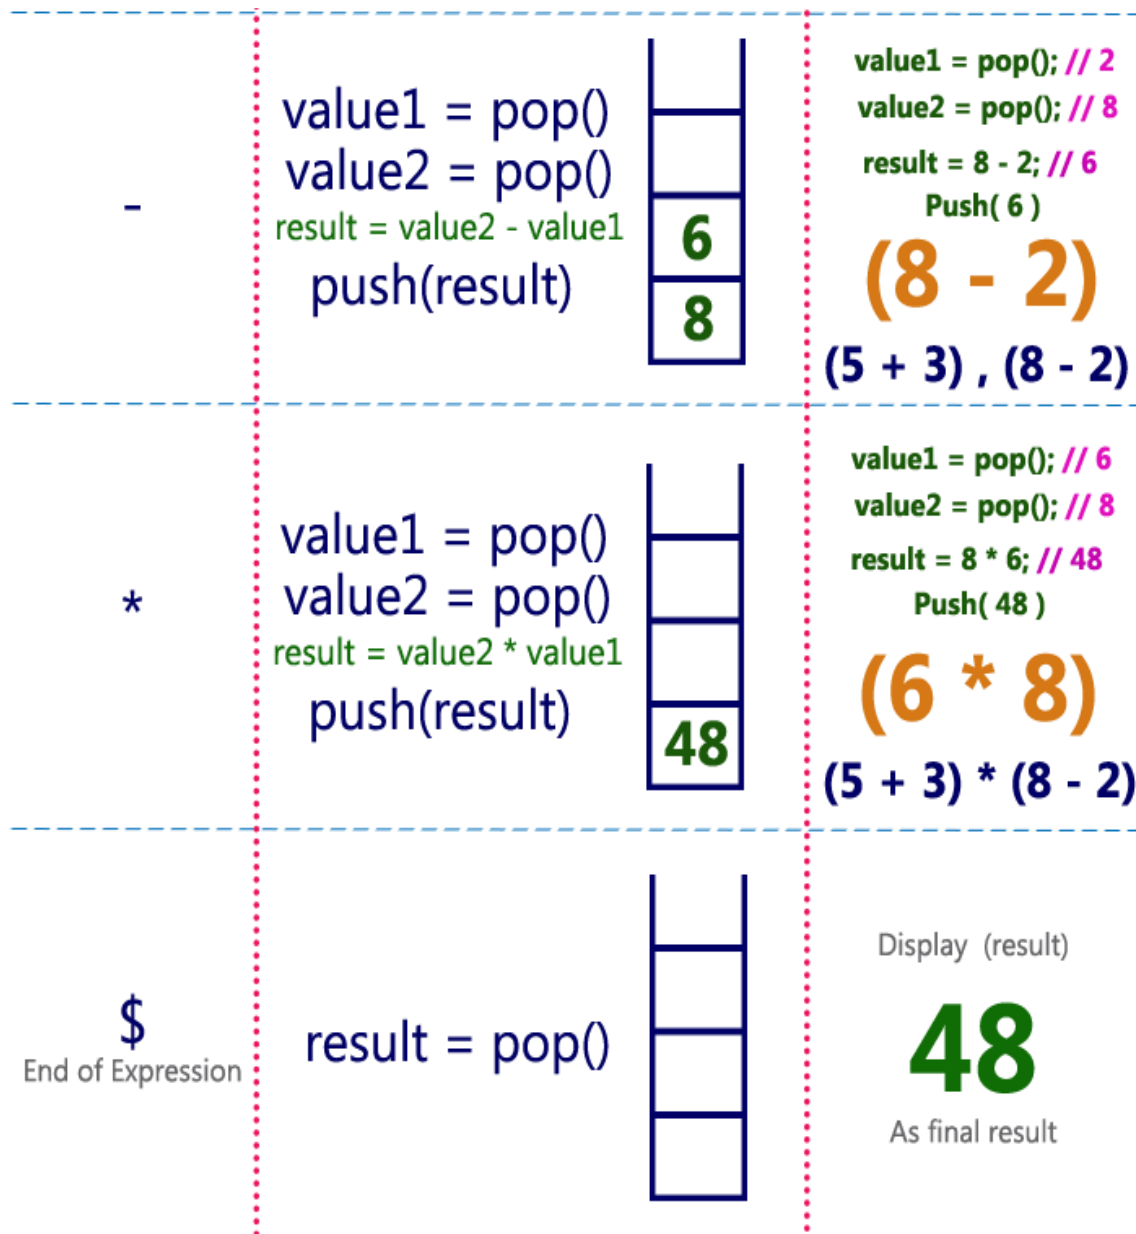 -
value1 = pop()
value2 = pop()
result = value2 - value1
push(result)
6
8
value1 = pop(); // 2
value2 = pop(); // 8
result = 8 - 2; // 6
Push( 6 )
(8 - 2)
(5 + 3) , (8 - 2)
*
value1 = pop()
value2 = pop()
result = value2 * value1
push(result)
48
value1 = pop(); // 6
value2 = pop(); // 8
result = 8 * 6; // 48
Push( 48 )
(6 * 8)
(5 + 3) * (8 - 2)
$
End of Expression
result = pop()
Display (result)
48
As final result